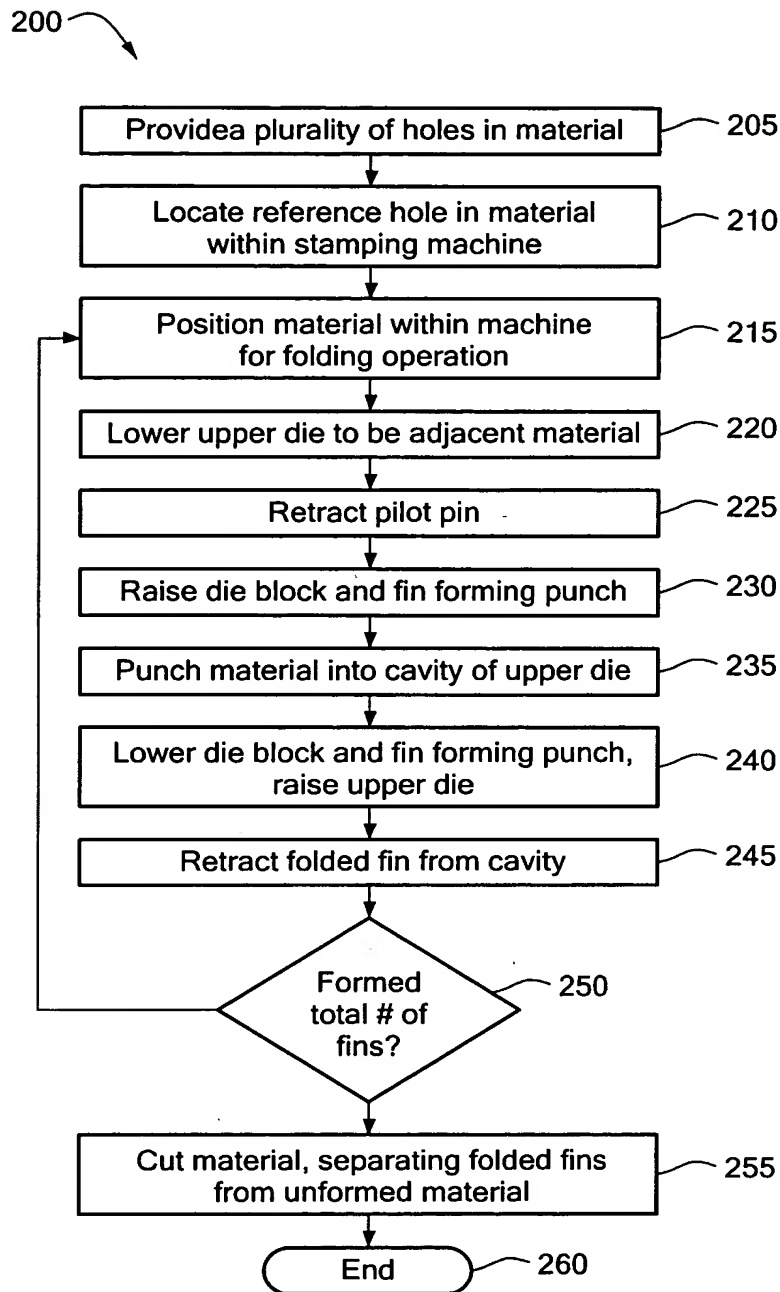 200
Providea plurality of holes in material
205
Locate reference hole in material
within stamping machine
210
Position material within machine
for folding operation
215
Lower upper die to be adjacent material
220
Retract pilot pin
225
Raise die block and fin forming punch
230
Punch material into cavity of upper die
235
Lower die block and fin forming punch,
raise upper die
240
Retract folded fin from cavity
245
Formed
total # of
fins?
250
Cut material, separating folded fins
from unformed material
255
End
260